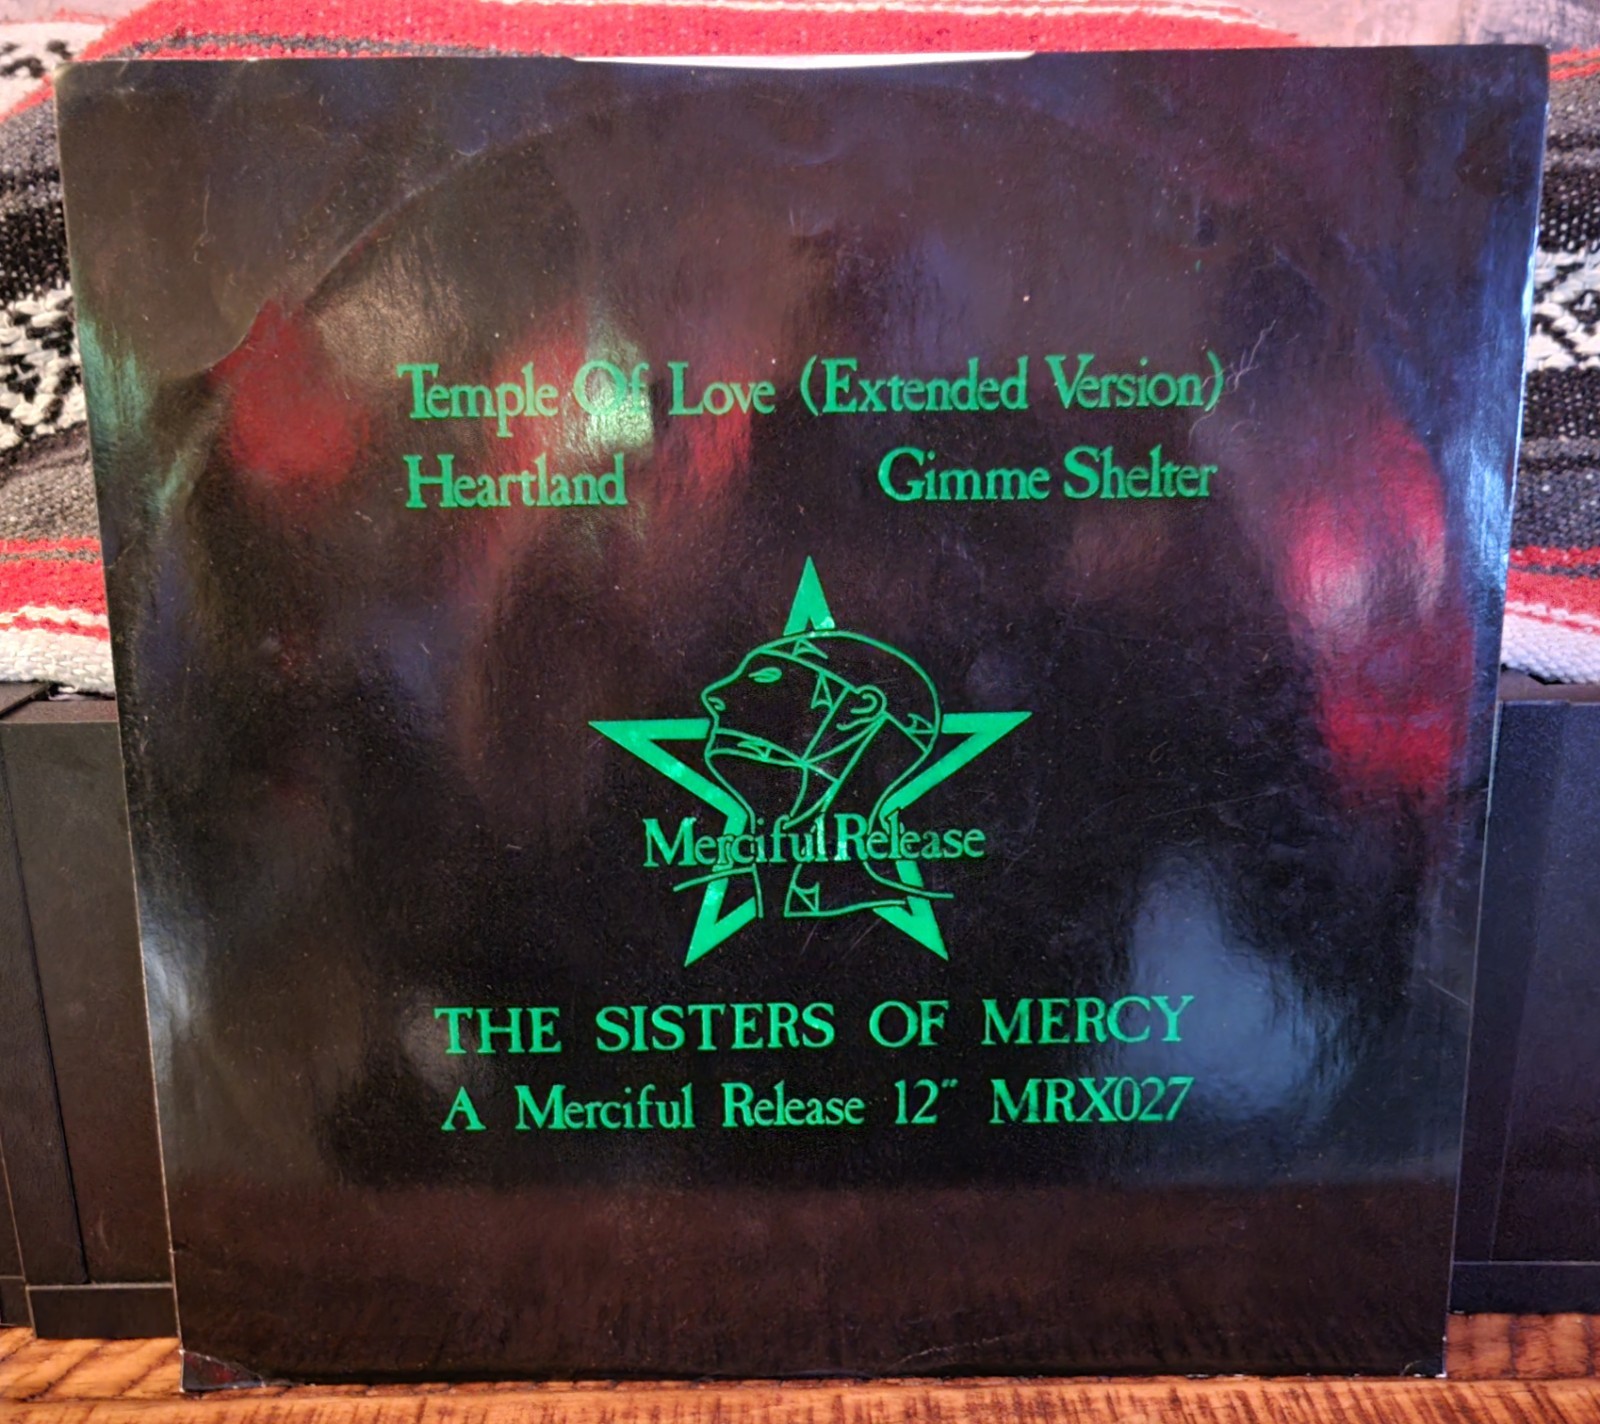 Temple Of Love (Extended Version)
Heartland Gimme Shelter
Merciful Release
THE SISTERS OF MERCY
A Merciful Release 12" MRX027